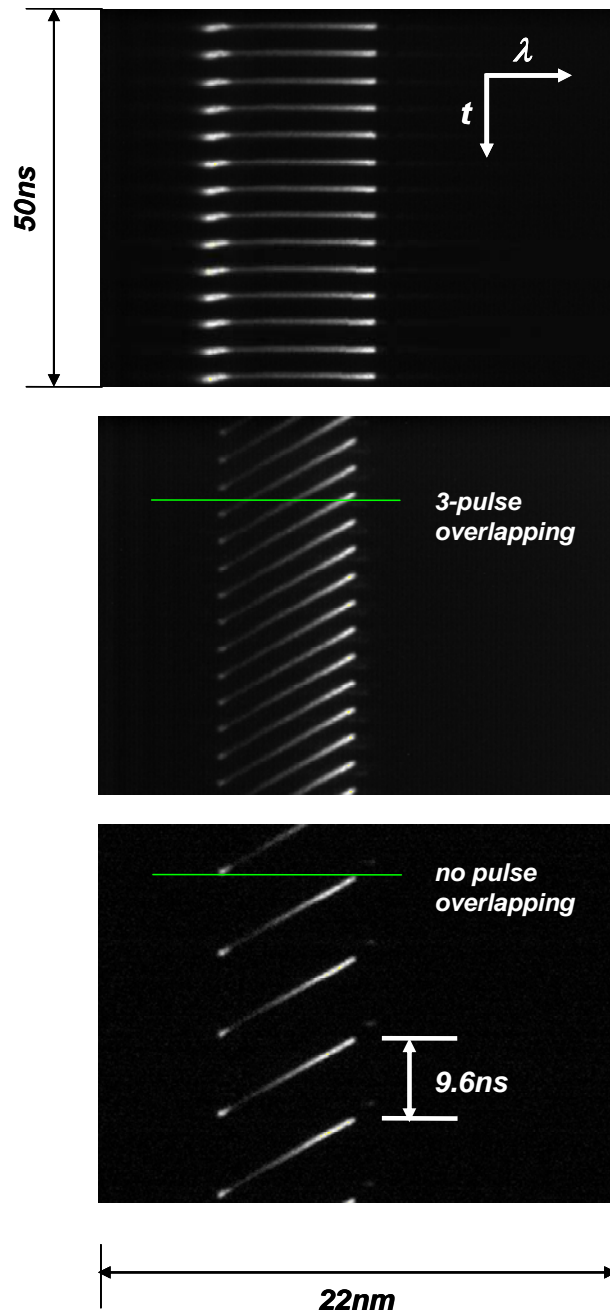 λ
t
50ns
3-pulse
overlapping
no pulse
overlapping
9.6ns
22nm